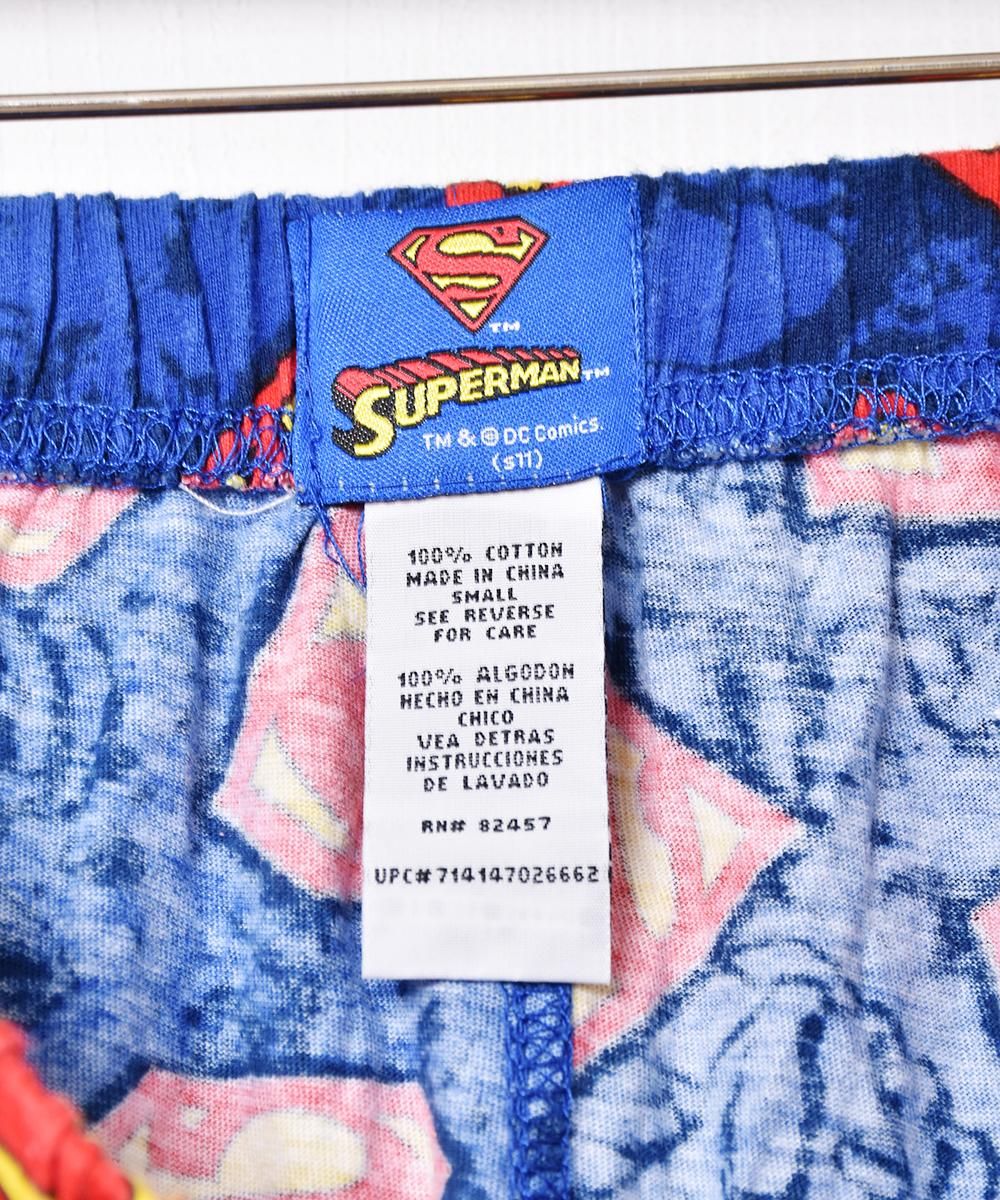 S
TM
SUPERMAN TM
TM & © DC Comics.
(s11)
100% COTTON
MADE IN CHINA
SMALL
SEE REVERSE
FOR CARE
100% ALGODON
HECHO EN CHINA
CHICO
VEA DETRAS
INSTRUCCIONES
DE LAVADO
RN# 82457
UPC#714147026662